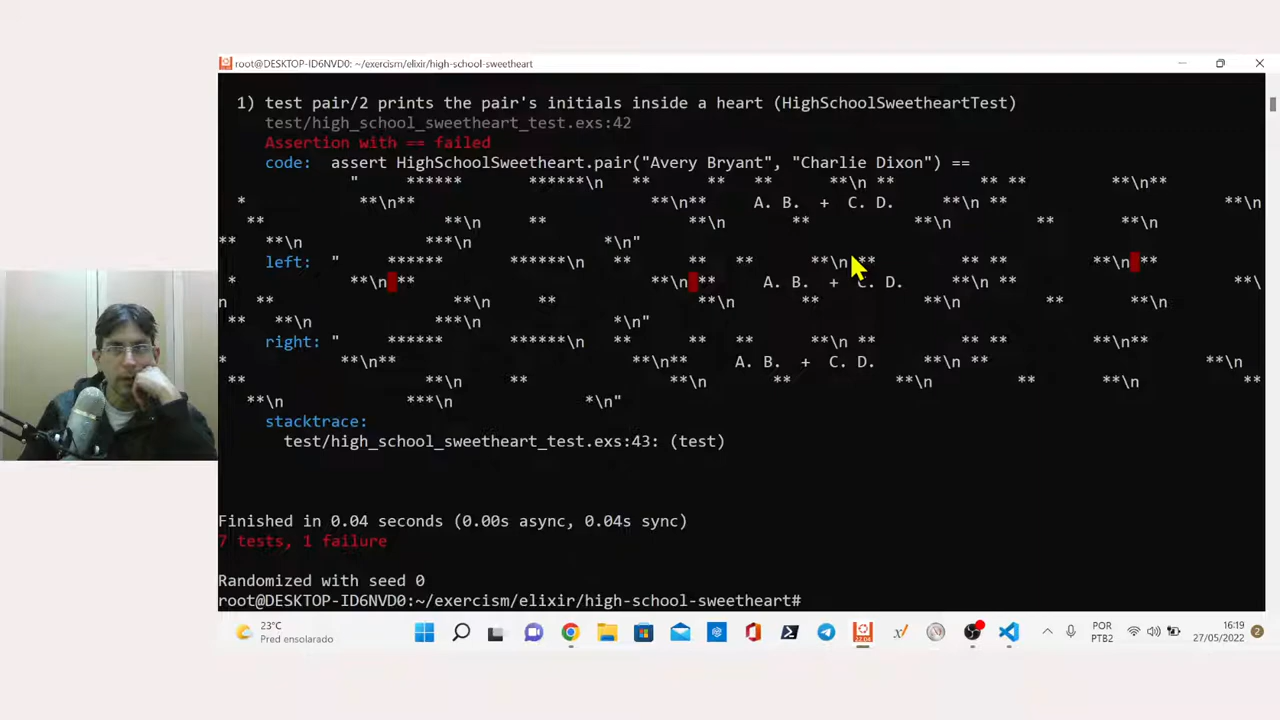 root@DESKTOP-ID6NVD0: ~/exercism/elixir/high-school-sweetheart
1) test pair/2 prints the pair's initials inside a heart (HighSchoolSweetheartTest)
test/high_school_sweetheart_test.exs:42
Assertion with == failed
code: assert HighSchoolSweetheart.pair("Avery Bryant", "Charlie Dixon") ==
" ****** ******\n ** ** ** **\n ** ** ** **\n**
* **\n** **\n** A. B. + C. D. **\n ** **
** **\n ** **\n ** **\n ** **\n
** **\n ***\n *\n"
left: " ****** ******\n ** ** ** **\n ** ** ** **\n **
* **\n ** **\n ** A. B. + C. D. **\n ** **\
n ** ** **\n ** **\n ** **\n
** **\n ***\n *\n"
right: " ****** ******\n ** ** ** **\n ** ** ** **\n**
* **\n** **\n** A. B. + C. D. **\n ** **\n
** **\n ** **\n ** **\n ** **\n **
**\n ***\n *\n"
stacktrace:
test/high_school_sweetheart_test.exs:43: (test)
Finished in 0.04 seconds (0.00s async, 0.04s sync)
7 tests, 1 failure
Randomized with seed 0
root@DESKTOP-ID6NVD0:~/exercism/elixir/high-school-sweetheart#
23°C
Pred ensolarado
22.04
POR
PTB2
16:19
27/05/2022
2